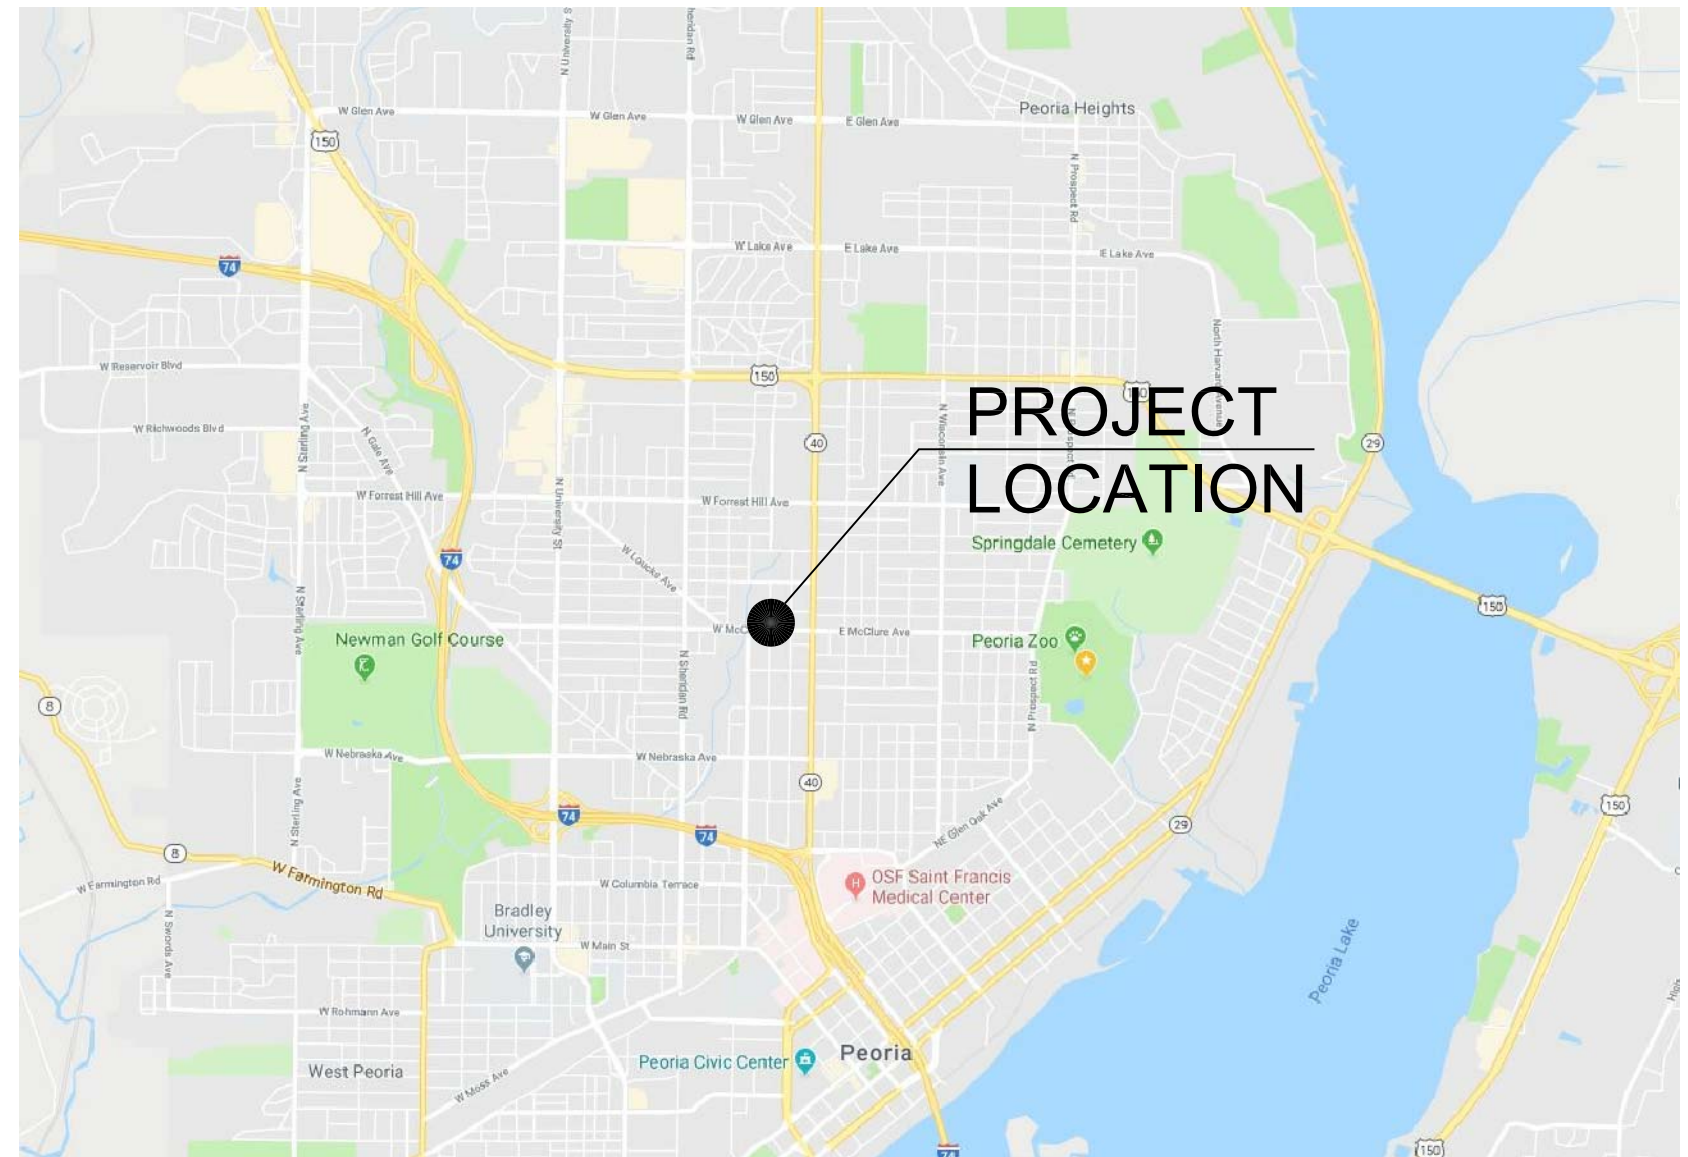 N University S
heridan Rd
W Glen Ave
W Glen Ave
W Glen Ave
E Glen Ave
Peoria Heights
150
N Prospect Rd
W Lake Ave
E Lake Ave
E Lake Ave
74
W Reservoir Blvd
150
150
North Harvard Avenue
PROJECT
LOCATION
W Richwoods Blvd
N Sterling Ave
N Gale Ave
40
N Wisconsin Ave
29
W Forrest Hill Ave
W Forrest Hill Ave
N University St
Springdale Cemetery
74
W Loucks Ave
150
N Sterling Ave
Newman Golf Course
W McC
E McClure Ave
Peoria Zoo
N Sheridan Rd
N Prospect Rd
8
W Nebraska Ave
W Nebraska Ave
40
150
74
74
29
NE Glen Oak Ave
N Sterling Ave
8
W Farmington Rd
W Farmington Rd
W Columbia Terrace
H
OSF Saint Francis
Medical Center
Bradley
University
W Main St
N Swords Ave
Peoria Lake
W Rohmann Ave
West Peoria
W Moss Ave
Peoria Civic Center
Peoria
74
150